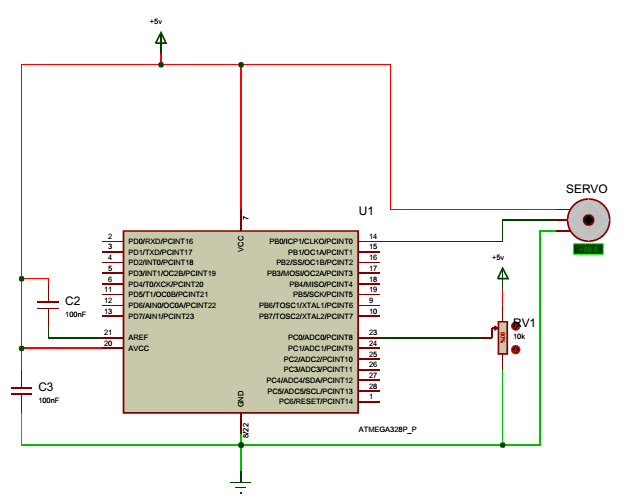 +5v
U1
SERVO
7
VCC
2 PD0/RXD/PCINT16 PB0/ICP1/CLKO/PCINT0 14
3 PD1/TXD/PCINT17 PB1/OC1A/PCINT1 15
4 PD2/INT0/PCINT18 PB2/SS/OC1B/PCINT2 16
5 PD3/INT1/OC2B/PCINT19 PB3/MOSI/OC2A/PCINT3 17
6 PD4/T0/XCK/PCINT20 PB4/MISO/PCINT4 18
11 PD5/T1/OC0B/PCINT21 PB5/SCK/PCINT5 19
12 PD6/AIN0/OC0A/PCINT22 PB6/TOSC1/XTAL1/PCINT6 9
13 PD7/AIN1/PCINT23 PB7/TOSC2/XTAL2/PCINT7 10
+5v
C2
100nF
21 AREF PC0/ADC0/PCINT8 23
20 AVCC PC1/ADC1/PCINT9 24
PC2/ADC2/PCINT10 25
PC3/ADC3/PCINT11 26
PC4/ADC4/SDA/PCINT12 27
PC5/ADC5/SCL/PCINT13 28
PC6/RESET/PCINT14 1
RV1
10k
C3
100nF
GND
8/22
ATMEGA328P_P